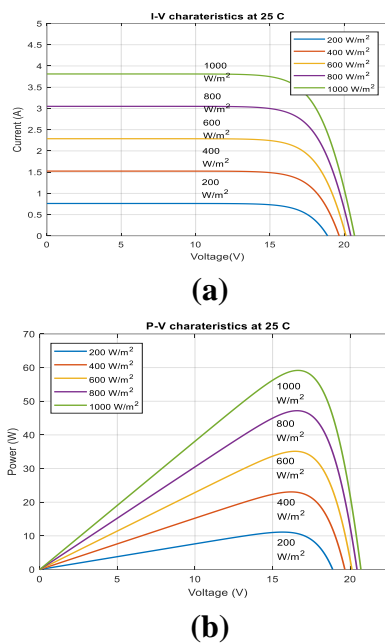 I-V charateristics at 25 C
5
4.5
4
3.5
3
2.5
2
1.5
1
0.5
0
Current (A)
200 W/m²
400 W/m²
600 W/m²
800 W/m²
1000 W/m²
1000
W/m²
800
W/m²
600
W/m²
400
W/m²
200
W/m²
0 5 10 15 20
Voltage(V)
(a)
P-V charateristics at 25 C
70
60
50
40
30
20
10
0
Power (W)
200 W/m²
400 W/m²
600 W/m²
800 W/m²
1000 W/m²
1000
W/m²
800
W/m²
600
W/m²
400
W/m²
200
W/m²
0 5 10 15 20
Voltage (V)
(b)